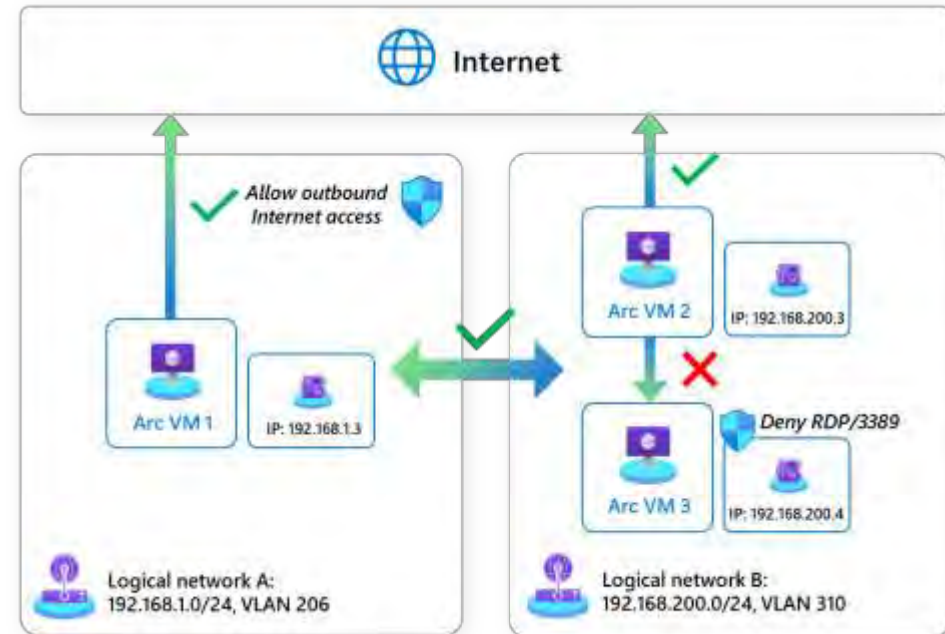 Internet
Allow outbound
Internet access
Arc VM 1
IP: 192.168.1.3
Logical network A:
192.168.1.0/24, VLAN 206
Arc VM 2
IP: 192.168.200.3
Deny RDP/3389
Arc VM 3
IP: 192.168.200.4
Logical network B:
192.168.200.0/24, VLAN 310